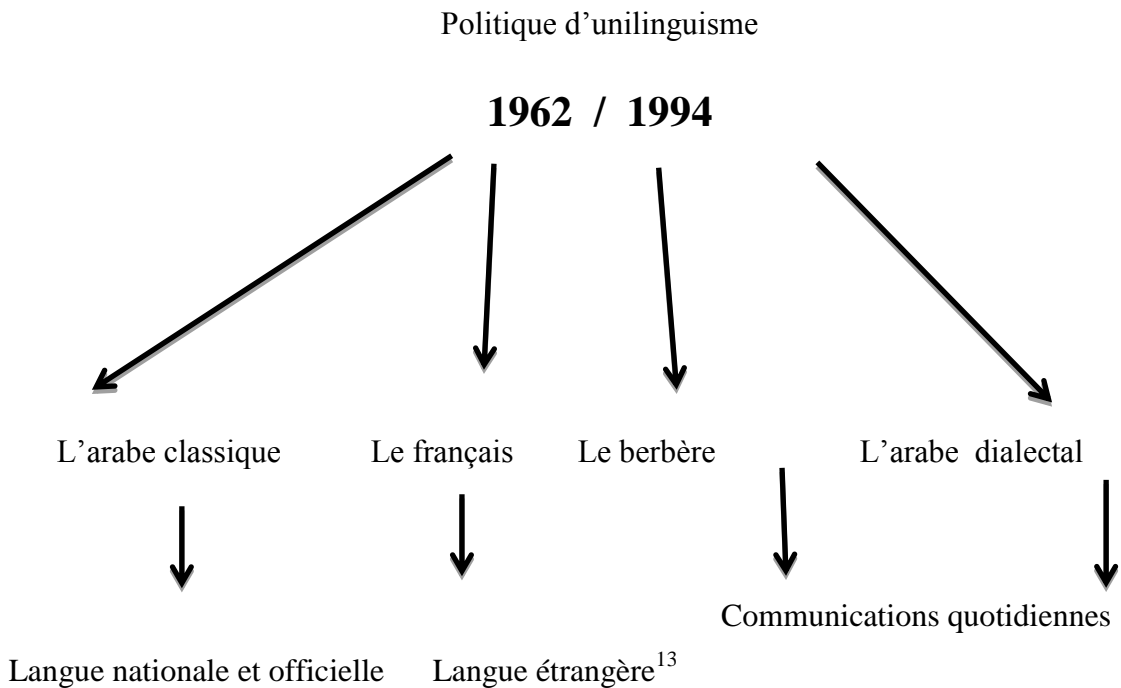 Politique d’unilinguisme
1962 / 1994
L’arabe classique Le français Le berbère L’arabe dialectal
Communications quotidiennes
Langue nationale et officielle Langue étrangère13